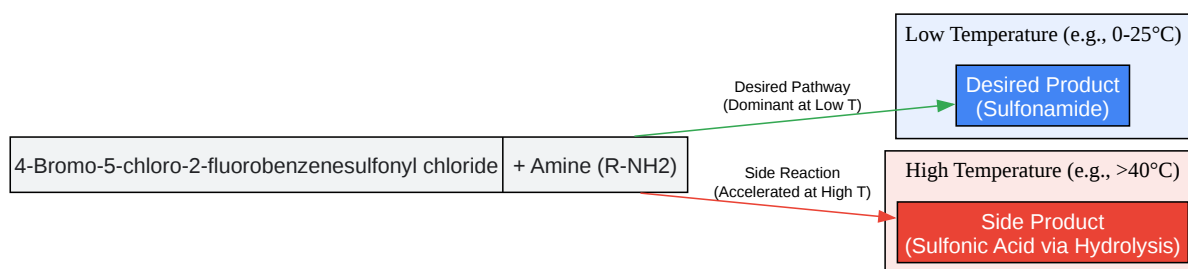 Low Temperature (e.g., 0-25°C)
Desired Product
(Sulfonamide)
Desired Pathway
(Dominant at Low T)
4-Bromo-5-chloro-2-fluorobenzenesulfonyl chloride
+ Amine (R-NH2)
Side Reaction
(Accelerated at High T)
High Temperature (e.g., >40°C)
Side Product
(Sulfonic Acid via Hydrolysis)